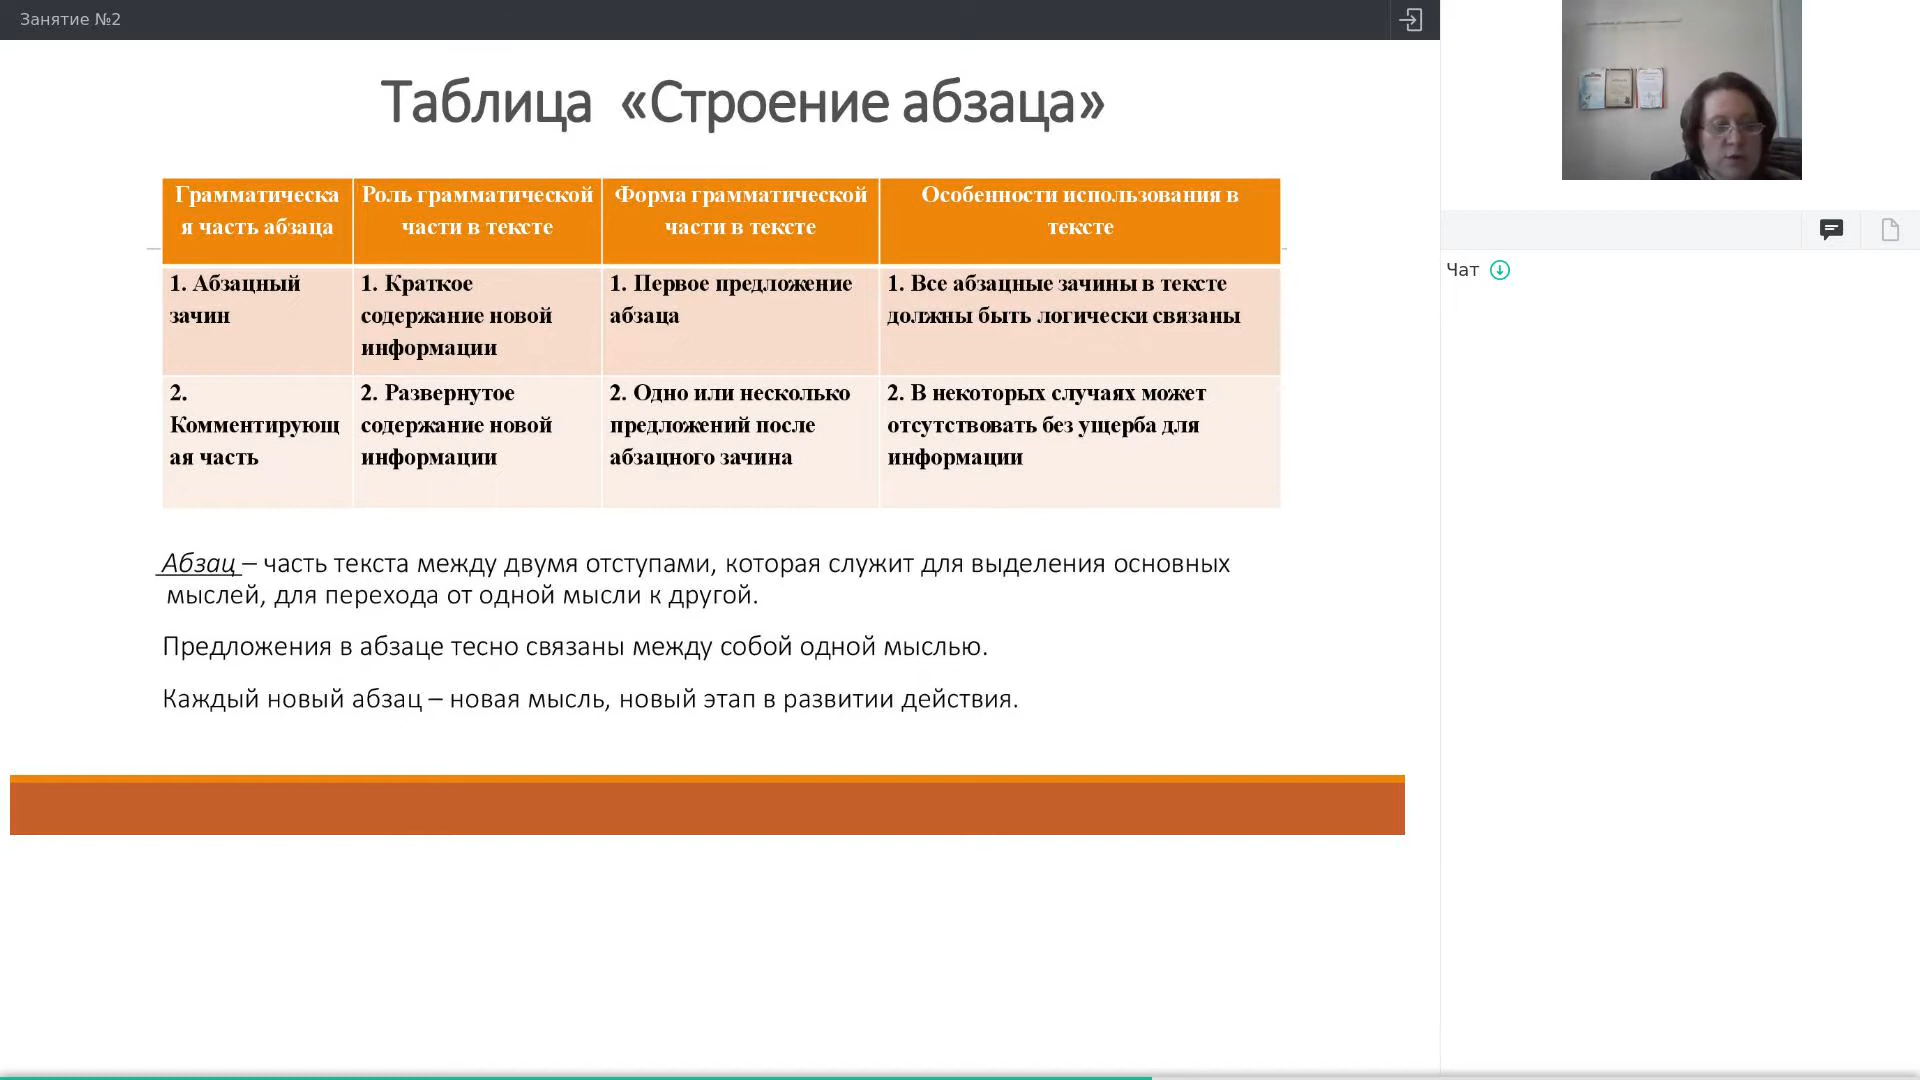 Занятие №2
Таблица «Строение абзаца»
Грамматическа
я часть абзаца
Роль грамматической
части в тексте
Форма грамматической
части в тексте
Особенности использования в
тексте
1. Абзацный
зачин
1. Краткое
содержание новой
информации
1. Первое предложение
абзаца
1. Все абзацные зачины в тексте
должны быть логически связаны
2.
Комментирующ
ая часть
2. Развернутое
содержание новой
информации
2. Одно или несколько
предложений после
абзацного зачина
2. В некоторых случаях может
отсутствовать без ущерба для
информации
Абзац – часть текста между двумя отступами, которая служит для выделения основных
мыслей, для перехода от одной мысли к другой.
Предложения в абзаце тесно связаны между собой одной мыслью.
Каждый новый абзац – новая мысль, новый этап в развитии действия.
Чат